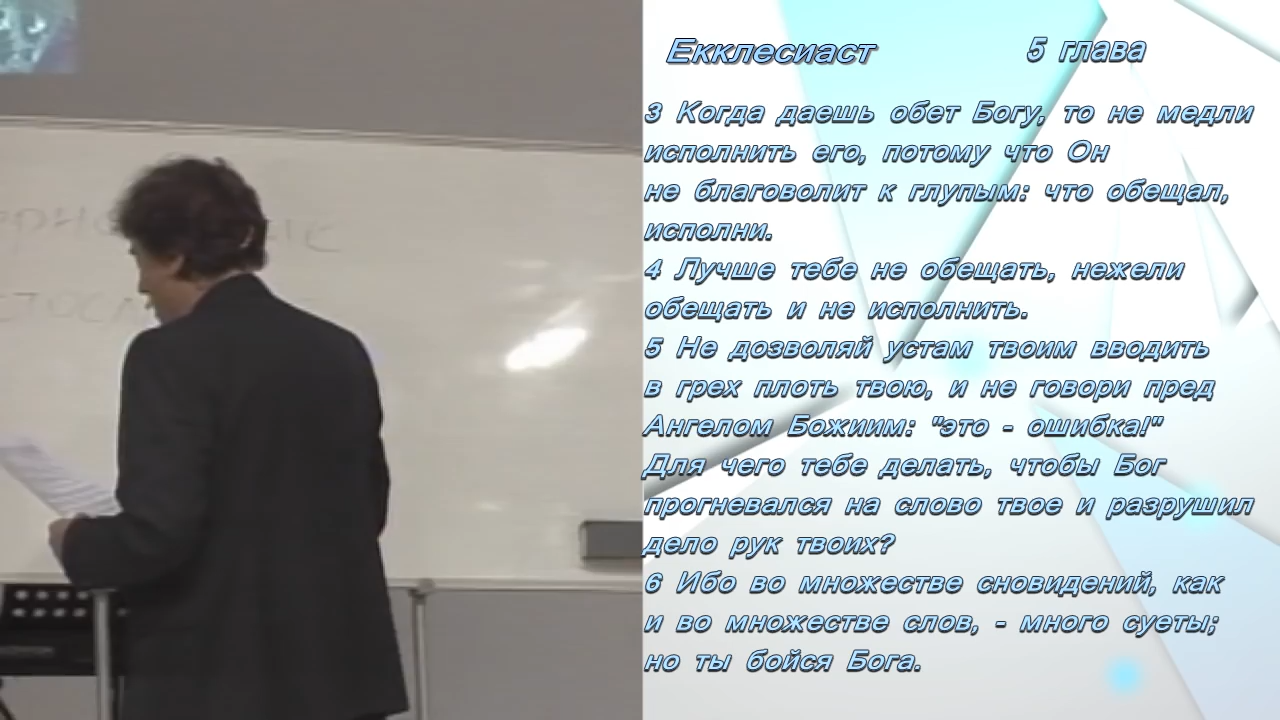 Екклесиаст 5 глава
3 Когда даешь обет Богу, то не медли
исполнить его, потому что Он
не благоволит к глупым: что обещал,
исполни.
4 Лучше тебе не обещать, нежели
обещать и не исполнить.
5 Не дозволяй устам твоим вводить
в грех плоть твою, и не говори пред
Ангелом Божиим: "это - ошибка!"
Для чего тебе делать, чтобы Бог
прогневался на слово твое и разрушил
дело рук твоих?
6 Ибо во множестве сновидений, как
и во множестве слов, - много суеты;
но ты бойся Бога.